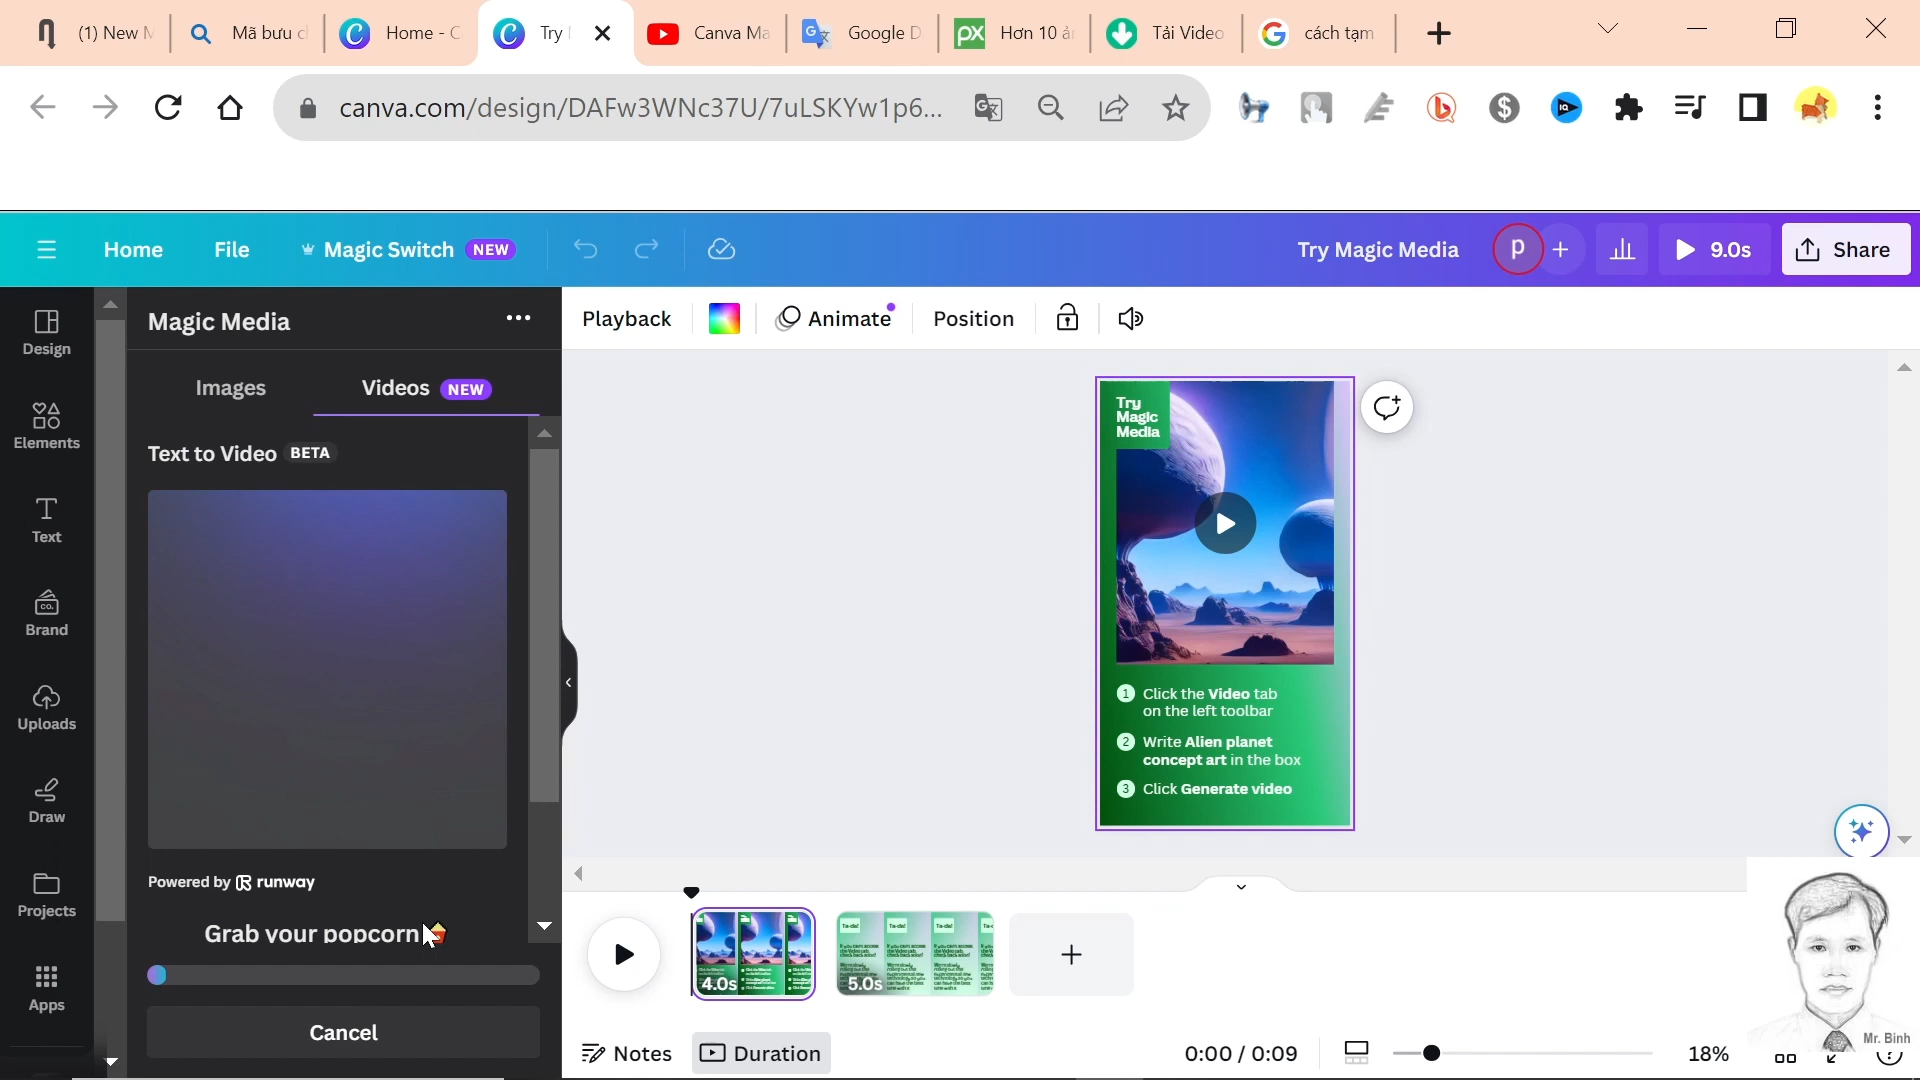 (1) New M
Mã bưu c
Home - C
Try
Canva Ma
Google D
Hơn 10 ả
Tải Video
cách tạm
canva.com/design/DAFw3WNc37U/7uLSKYw1p6...
Home
File
Magic Switch NEW
Try Magic Media
p
9.0s
Share
Design
Elements
Text
Brand
Uploads
Draw
Projects
Apps
Magic Media
Images
Videos NEW
Text to Video BETA
Powered by runway
Grab your popcorn
Cancel
Playback
Animate
Position
Try
Magic
Media
1 Click the Video tab
on the left toolbar
2 Write Alien planet
concept art in the box
3 Click Generate video
4.0s
5.0s
Notes
Duration
0:00 / 0:09
18%
Mr. Binh